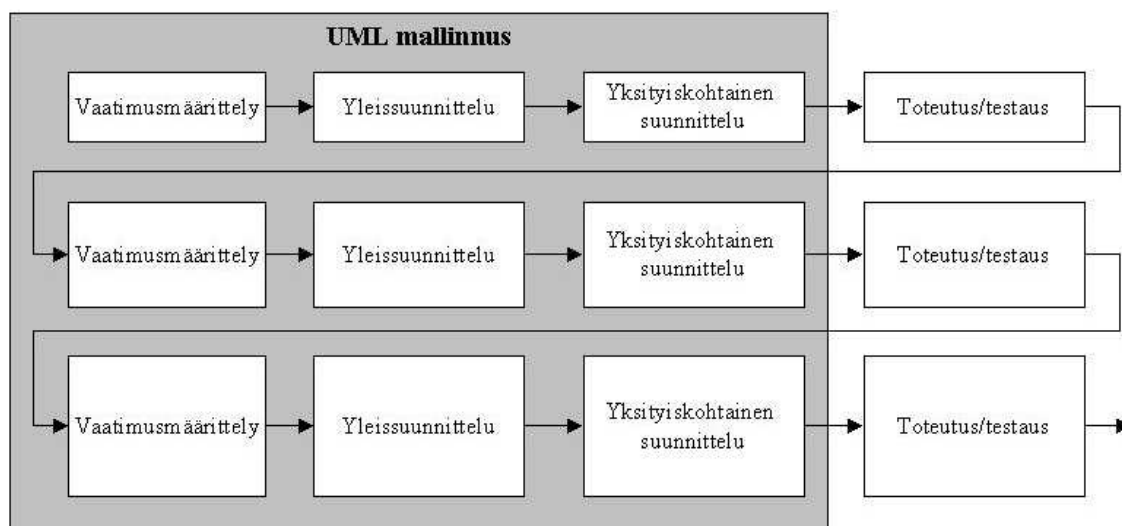 UML mallinnus
Vaatimusmäärittely
Yleissuunnittelu
Yksityiskohtainen
suunnittelu
Toteutus/testaus
Vaatimusmäärittely
Yleissuunnittelu
Yksityiskohtainen
suunnittelu
Toteutus/testaus
Vaatimusmäärittely
Yleissuunnittelu
Yksityiskohtainen
suunnittelu
Toteutus/testaus